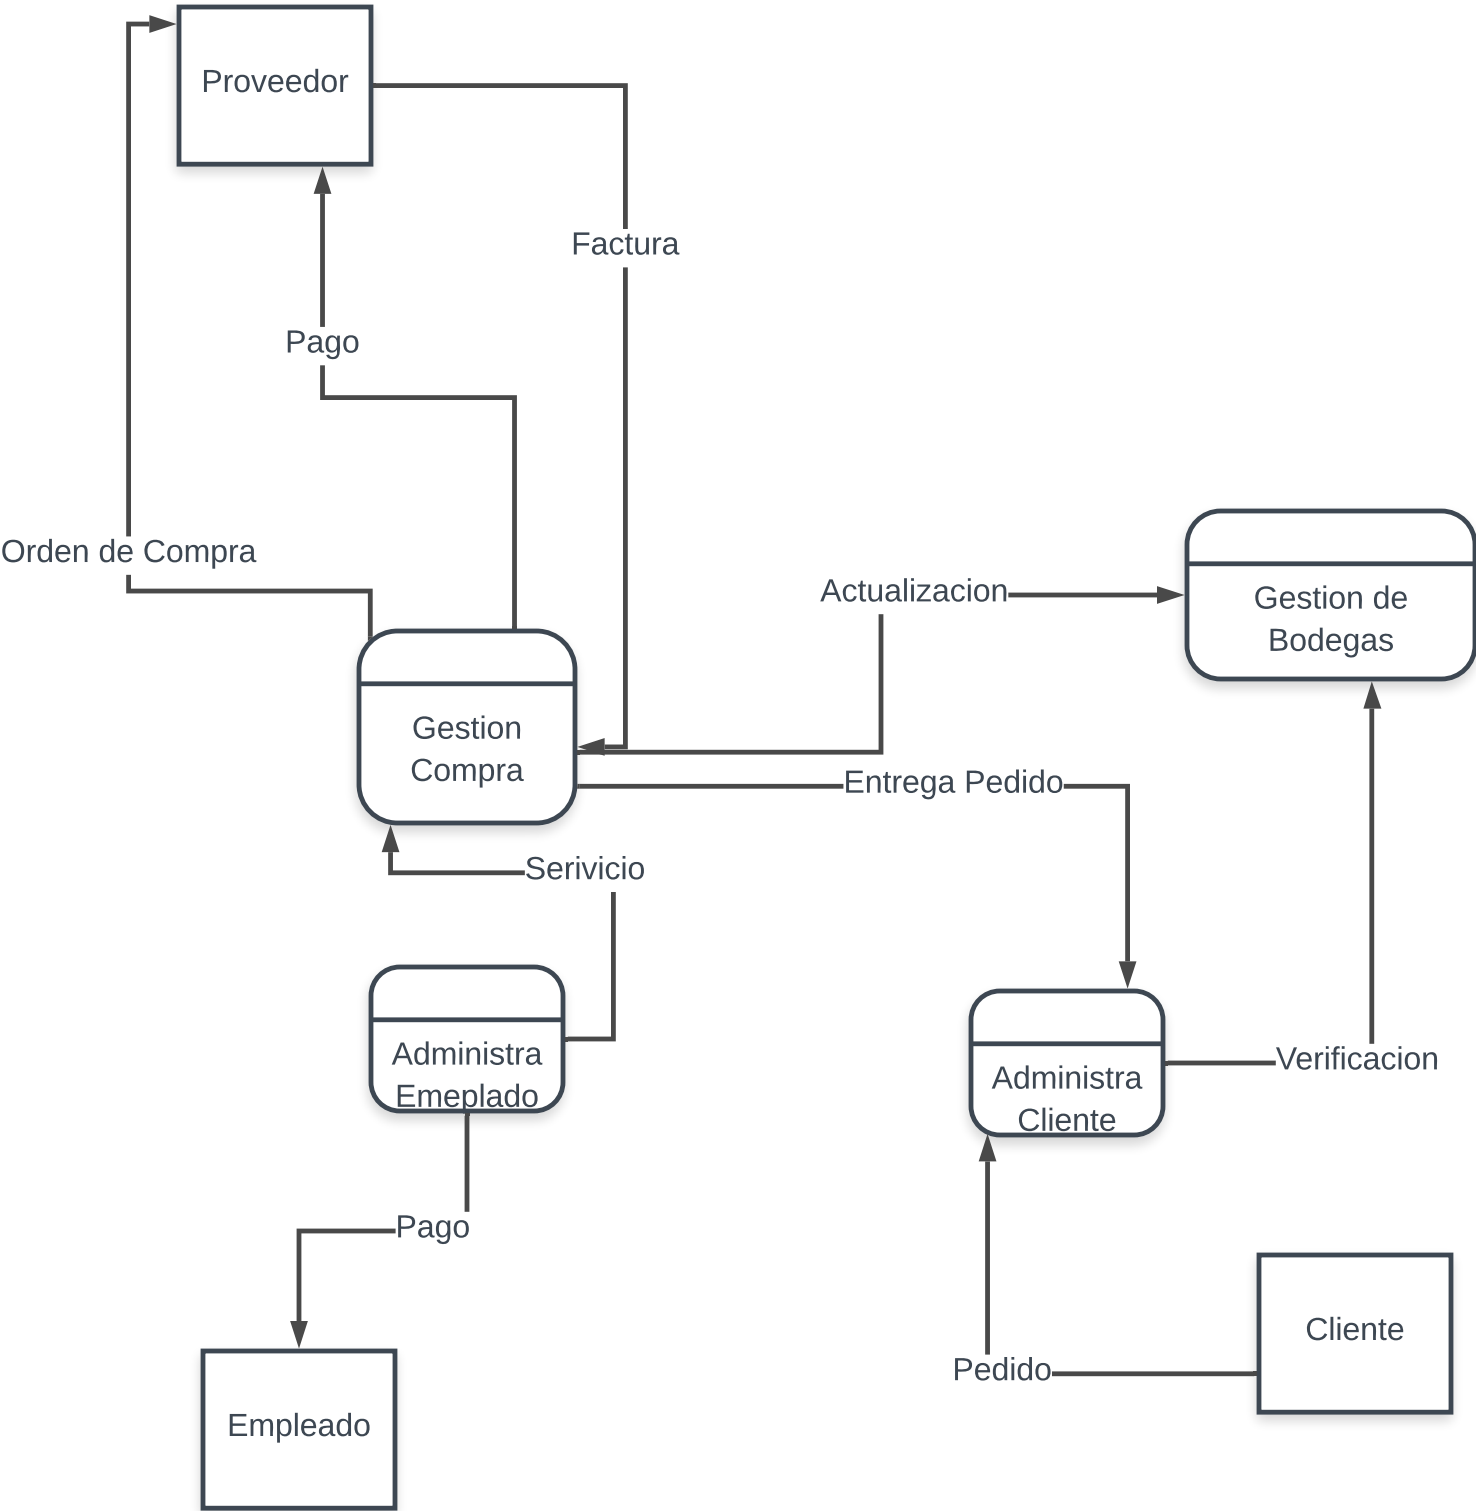 Proveedor
Factura
Pago
Orden de Compra
Actualizacion
Gestion de
Bodegas
Gestion
Compra
Entrega Pedido
Serivicio
Administra
Emeplado
Verificacion
Administra
Cliente
Pago
Cliente
Pedido
Empleado